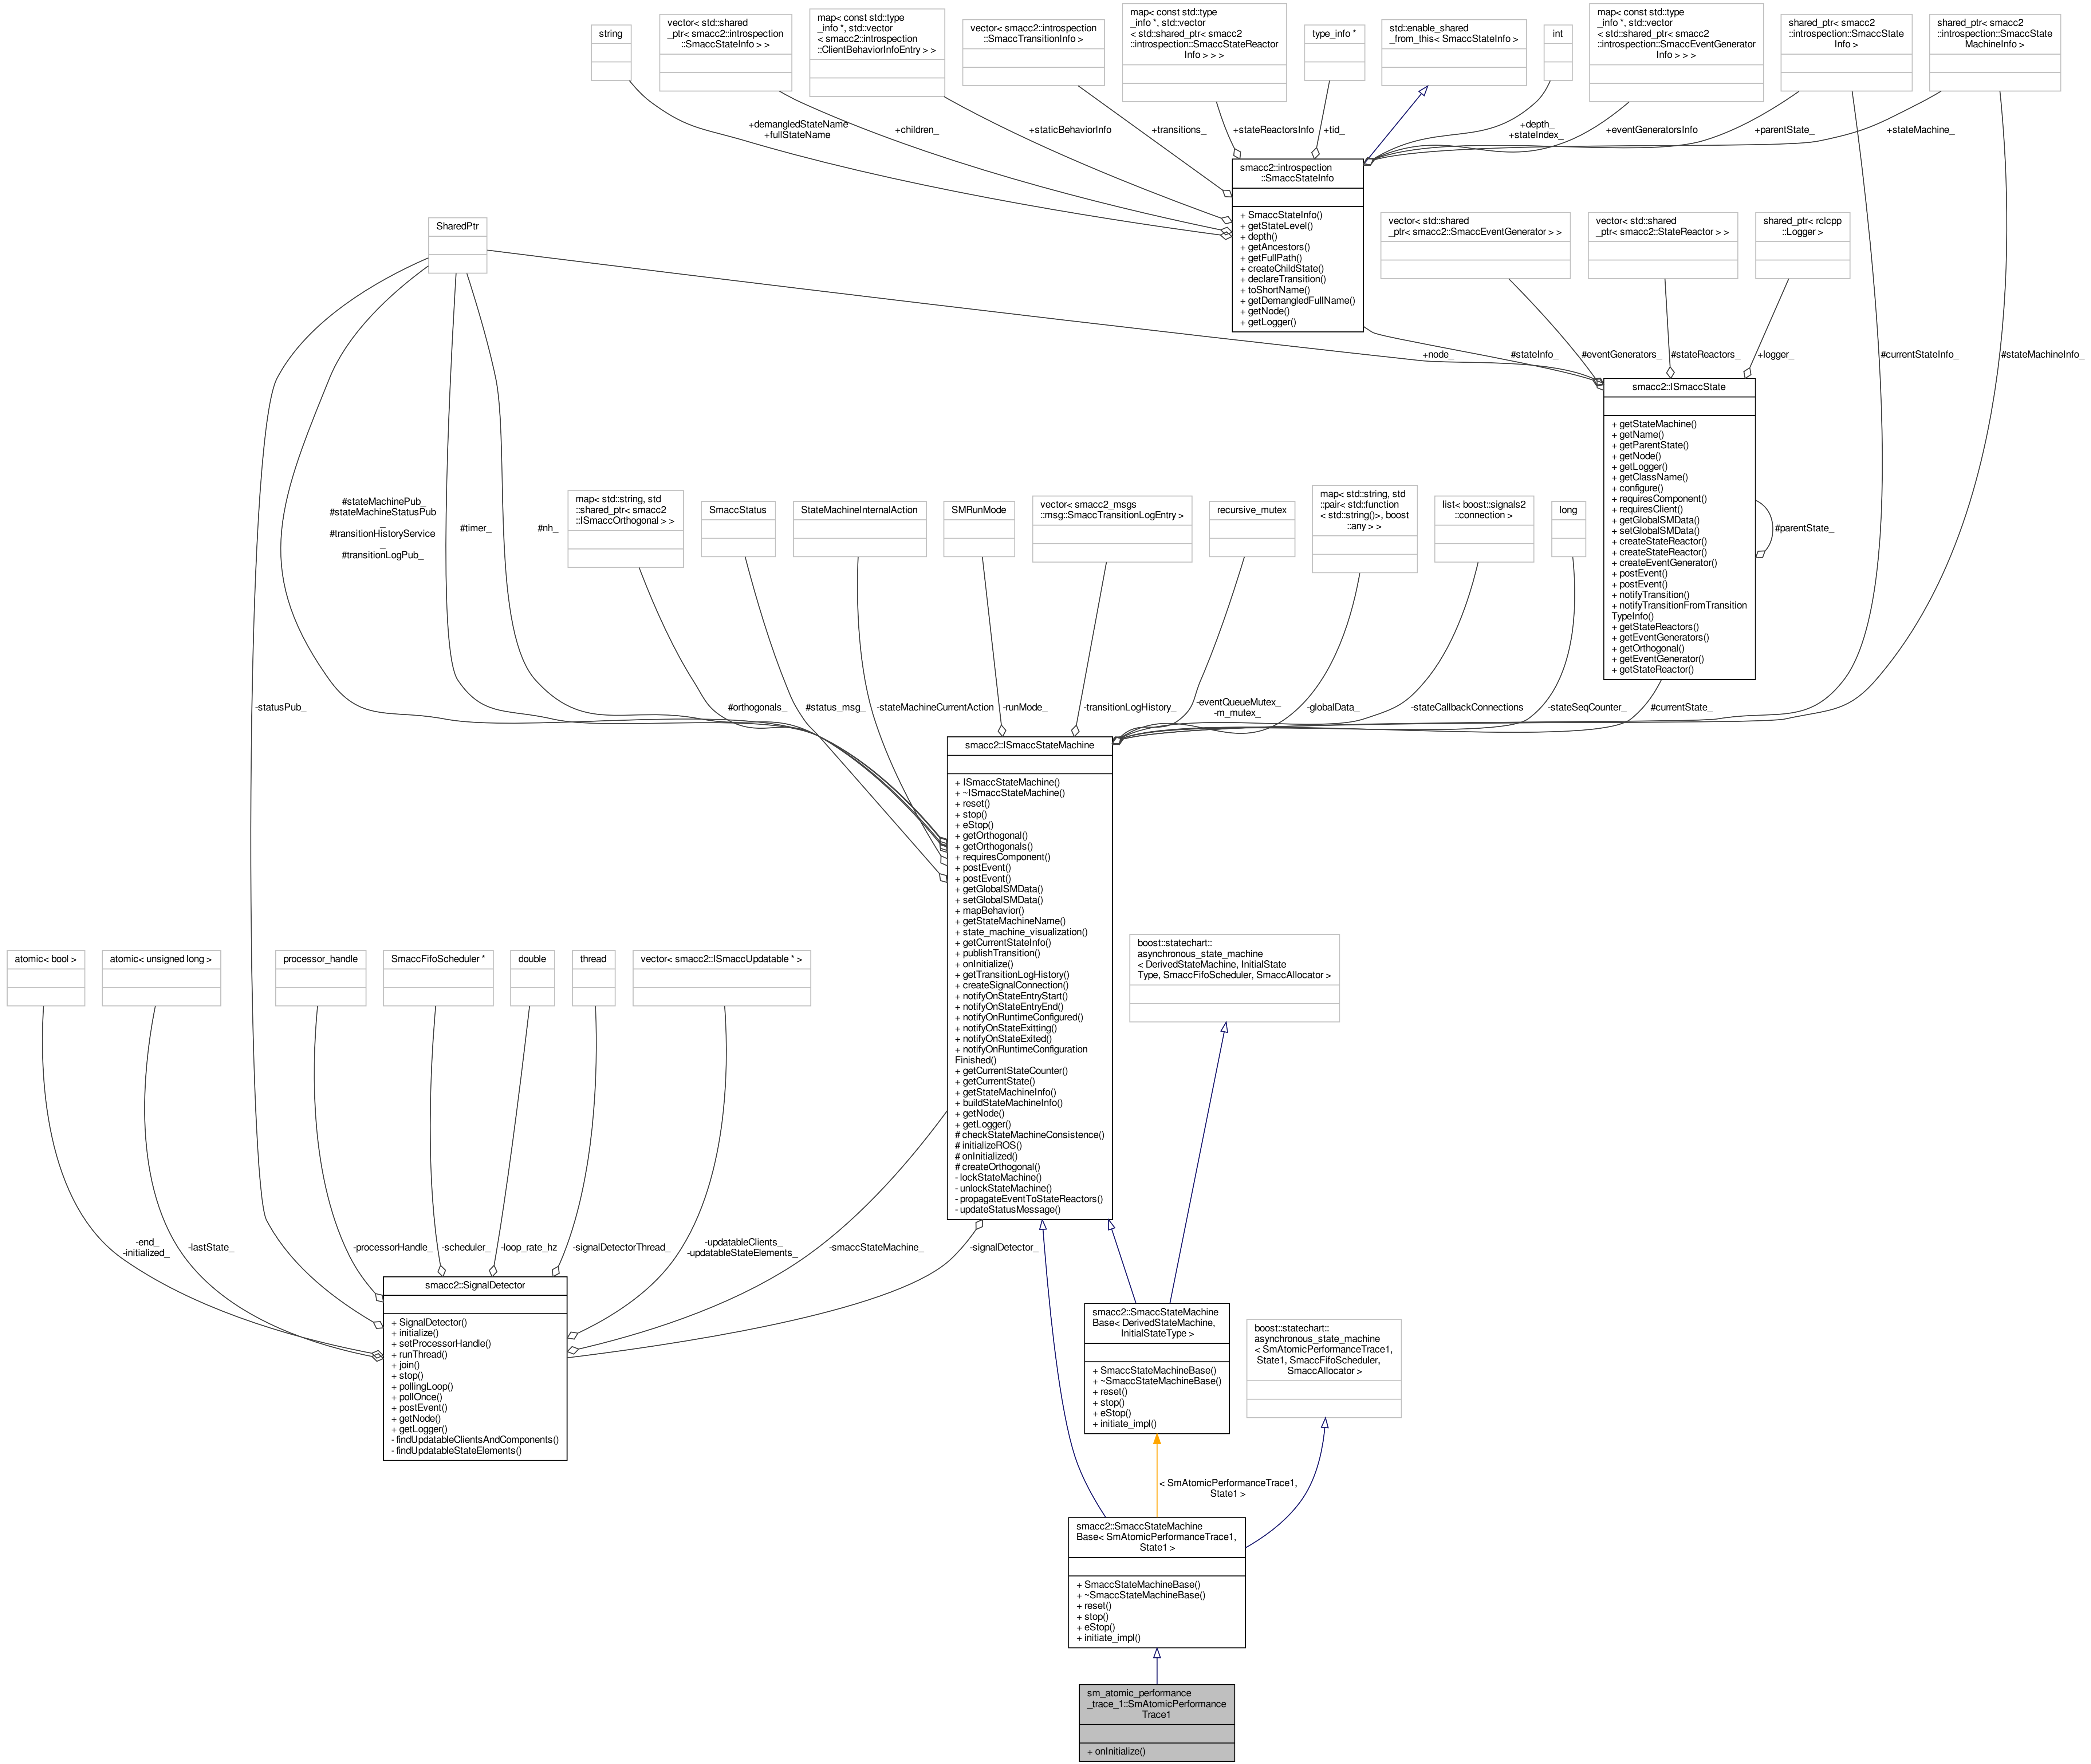 string
vector< std::shared
_ptr< smacc2::introspection
::SmaccStateInfo > >
map< const std::type
_info *, std::vector
< smacc2::introspection
::ClientBehaviorInfoEntry > >
vector< smacc2::introspection
::SmaccTransitionInfo >
map< const std::type
_info *, std::vector
< std::shared_ptr< smacc2
::introspection::SmaccStateReactor
Info > > >
type_info *
std::enable_shared
_from_this< SmaccStateInfo >
int
map< const std::type
_info *, std::vector
< std::shared_ptr< smacc2
::introspection::SmaccEventGenerator
Info > > >
shared_ptr< smacc2
::introspection::SmaccState
Info >
shared_ptr< smacc2
::introspection::SmaccState
MachineInfo >
+demangledStateName
+fullStateName
+children_
+staticBehaviorInfo
+transitions_
+stateReactorsInfo
+tid_
+depth_
+stateIndex_
+eventGeneratorsInfo
+parentState_
+stateMachine_
smacc2::introspection
::SmaccStateInfo
+ SmaccStateInfo()
+ getStateLevel()
+ depth()
+ getAncestors()
+ getFullPath()
+ createChildState()
+ declareTransition()
+ toShortName()
+ getDemangledFullName()
+ getNode()
+ getLogger()
SharedPtr
vector< std::shared
_ptr< smacc2::SmaccEventGenerator > >
vector< std::shared
_ptr< smacc2::StateReactor > >
shared_ptr< rclcpp
::Logger >
+node_
#stateInfo_
#eventGenerators_
#stateReactors_
+logger_
#currentStateInfo_
#stateMachineInfo_
smacc2::ISmaccState
+ getStateMachine()
+ getName()
+ getParentState()
+ getNode()
+ getLogger()
+ getClassName()
+ configure()
+ requiresComponent()
+ requiresClient()
+ getGlobalSMData()
+ setGlobalSMData()
+ createStateReactor()
+ createStateReactor()
+ createEventGenerator()
+ postEvent()
+ postEvent()
+ notifyTransition()
+ notifyTransitionFromTransition
TypeInfo()
+ getStateReactors()
+ getEventGenerators()
+ getOrthogonal()
+ getEventGenerator()
+ getStateReactor()
#parentState_
#stateMachinePub_
#stateMachineStatusPub
_
#transitionHistoryService
_
#transitionLogPub_
#timer_
#nh_
map< std::string, std
::shared_ptr< smacc2
::ISmaccOrthogonal > >
SmaccStatus
StateMachineInternalAction
SMRunMode
vector< smacc2_msgs
::msg::SmaccTransitionLogEntry >
recursive_mutex
map< std::string, std
::pair< std::function
< std::string()>, boost
::any > >
list< boost::signals2
::connection >
long
-statusPub_
#orthogonals_
#status_msg_
-stateMachineCurrentAction
-runMode_
-transitionLogHistory_
-eventQueueMutex_
-m_mutex_
-globalData_
-stateCallbackConnections
-stateSeqCounter_
#currentState_
smacc2::ISmaccStateMachine
+ ISmaccStateMachine()
+ ~ISmaccStateMachine()
+ reset()
+ stop()
+ eStop()
+ getOrthogonal()
+ getOrthogonals()
+ requiresComponent()
+ postEvent()
+ postEvent()
+ getGlobalSMData()
+ setGlobalSMData()
+ mapBehavior()
+ getStateMachineName()
+ state_machine_visualization()
+ getCurrentStateInfo()
+ publishTransition()
+ onInitialize()
+ getTransitionLogHistory()
+ createSignalConnection()
+ notifyOnStateEntryStart()
+ notifyOnStateEntryEnd()
+ notifyOnRuntimeConfigured()
+ notifyOnStateExitting()
+ notifyOnStateExited()
+ notifyOnRuntimeConfiguration
Finished()
+ getCurrentStateCounter()
+ getCurrentState()
+ getStateMachineInfo()
+ buildStateMachineInfo()
+ getNode()
+ getLogger()
# checkStateMachineConsistence()
# initializeROS()
# onInitialized()
# createOrthogonal()
- lockStateMachine()
- unlockStateMachine()
- propagateEventToStateReactors()
- updateStatusMessage()
atomic< bool >
atomic< unsigned long >
processor_handle
SmaccFifoScheduler *
double
thread
vector< smacc2::ISmaccUpdatable * >
boost::statechart::
asynchronous_state_machine
< DerivedStateMachine, InitialState
Type, SmaccFifoScheduler, SmaccAllocator >
-end_
-initialized_
-lastState_
-processorHandle_
-scheduler_
-loop_rate_hz
-signalDetectorThread_
-updatableClients_
-updatableStateElements_
-smaccStateMachine_
-signalDetector_
smacc2::SignalDetector
+ SignalDetector()
+ initialize()
+ setProcessorHandle()
+ runThread()
+ join()
+ stop()
+ pollingLoop()
+ pollOnce()
+ postEvent()
+ getNode()
+ getLogger()
- findUpdatableClientsAndComponents()
- findUpdatableStateElements()
smacc2::SmaccStateMachine
Base< DerivedStateMachine,
InitialStateType >
+ SmaccStateMachineBase()
+ ~SmaccStateMachineBase()
+ reset()
+ stop()
+ eStop()
+ initiate_impl()
boost::statechart::
asynchronous_state_machine
< SmAtomicPerformanceTrace1,
State1, SmaccFifoScheduler,
SmaccAllocator >
< SmAtomicPerformanceTrace1,
State1 >
smacc2::SmaccStateMachine
Base< SmAtomicPerformanceTrace1,
State1 >
+ SmaccStateMachineBase()
+ ~SmaccStateMachineBase()
+ reset()
+ stop()
+ eStop()
+ initiate_impl()
sm_atomic_performance
_trace_1::SmAtomicPerformance
Trace1
+ onInitialize()